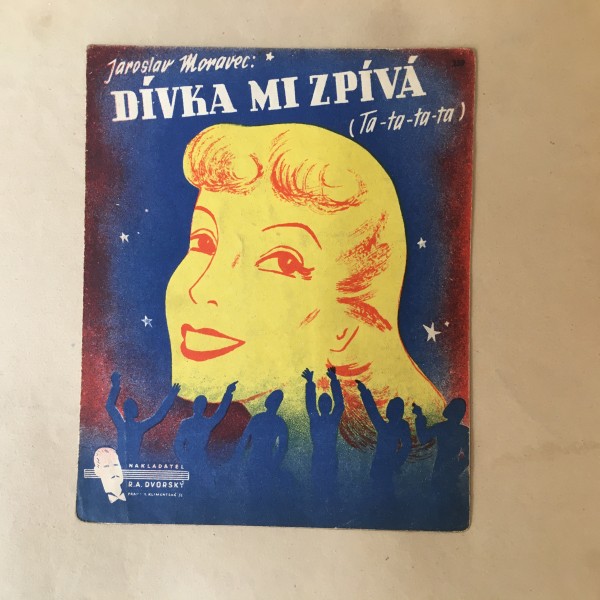 Jaroslav Moravec:
DÍVKA MI ZPÍVÁ
(Ta-ta-ta-ta)
NAKLADATEL
R.A. DVORSKÝ